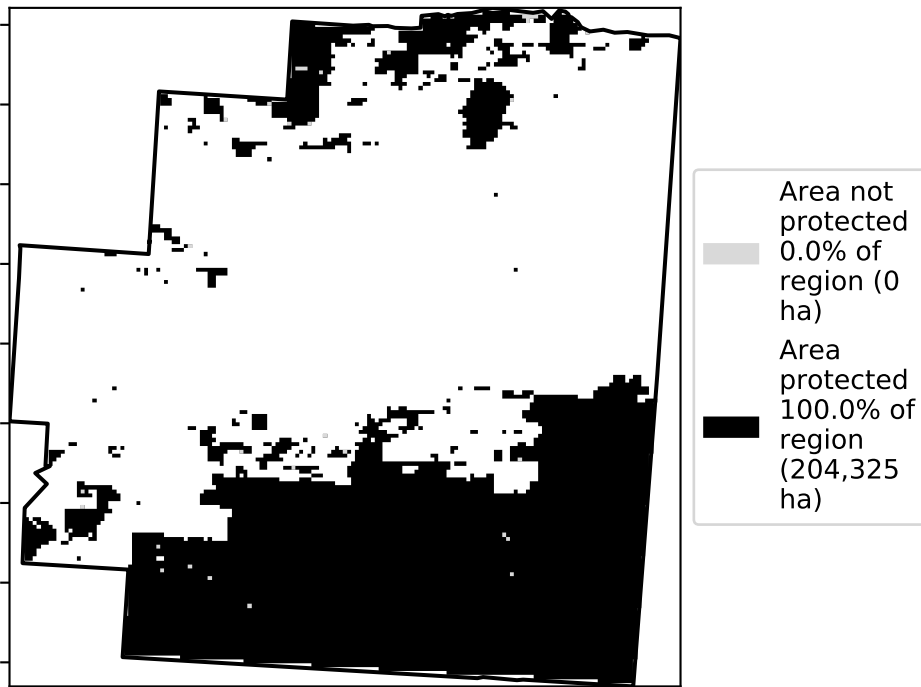 Area not
protected
0.0% of
region (0
ha)
Area
protected
100.0% of
region
(204,325
ha)